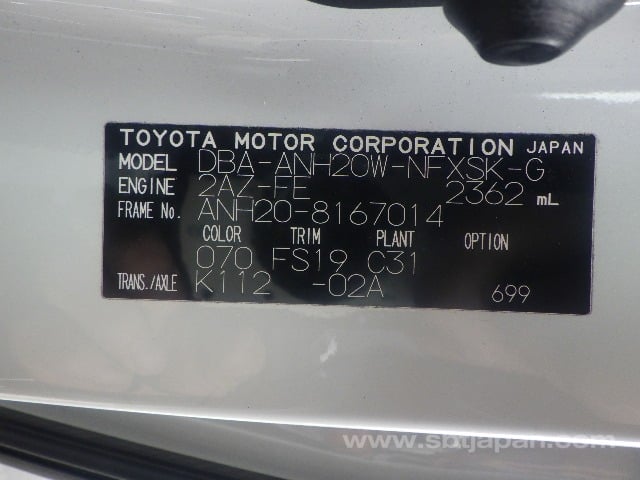 TOYOTA MOTOR CORPORATION JAPAN
MODEL DBA-ANH20W-NFXSK-G
ENGINE 2AZ-FE 2362 mL
FRAME No. ANH20-8167014
COLOR TRIM PLANT OPTION
070 FS19 C31
TRANS./AXLE K112 -02A 699
www.sbtjapan.com